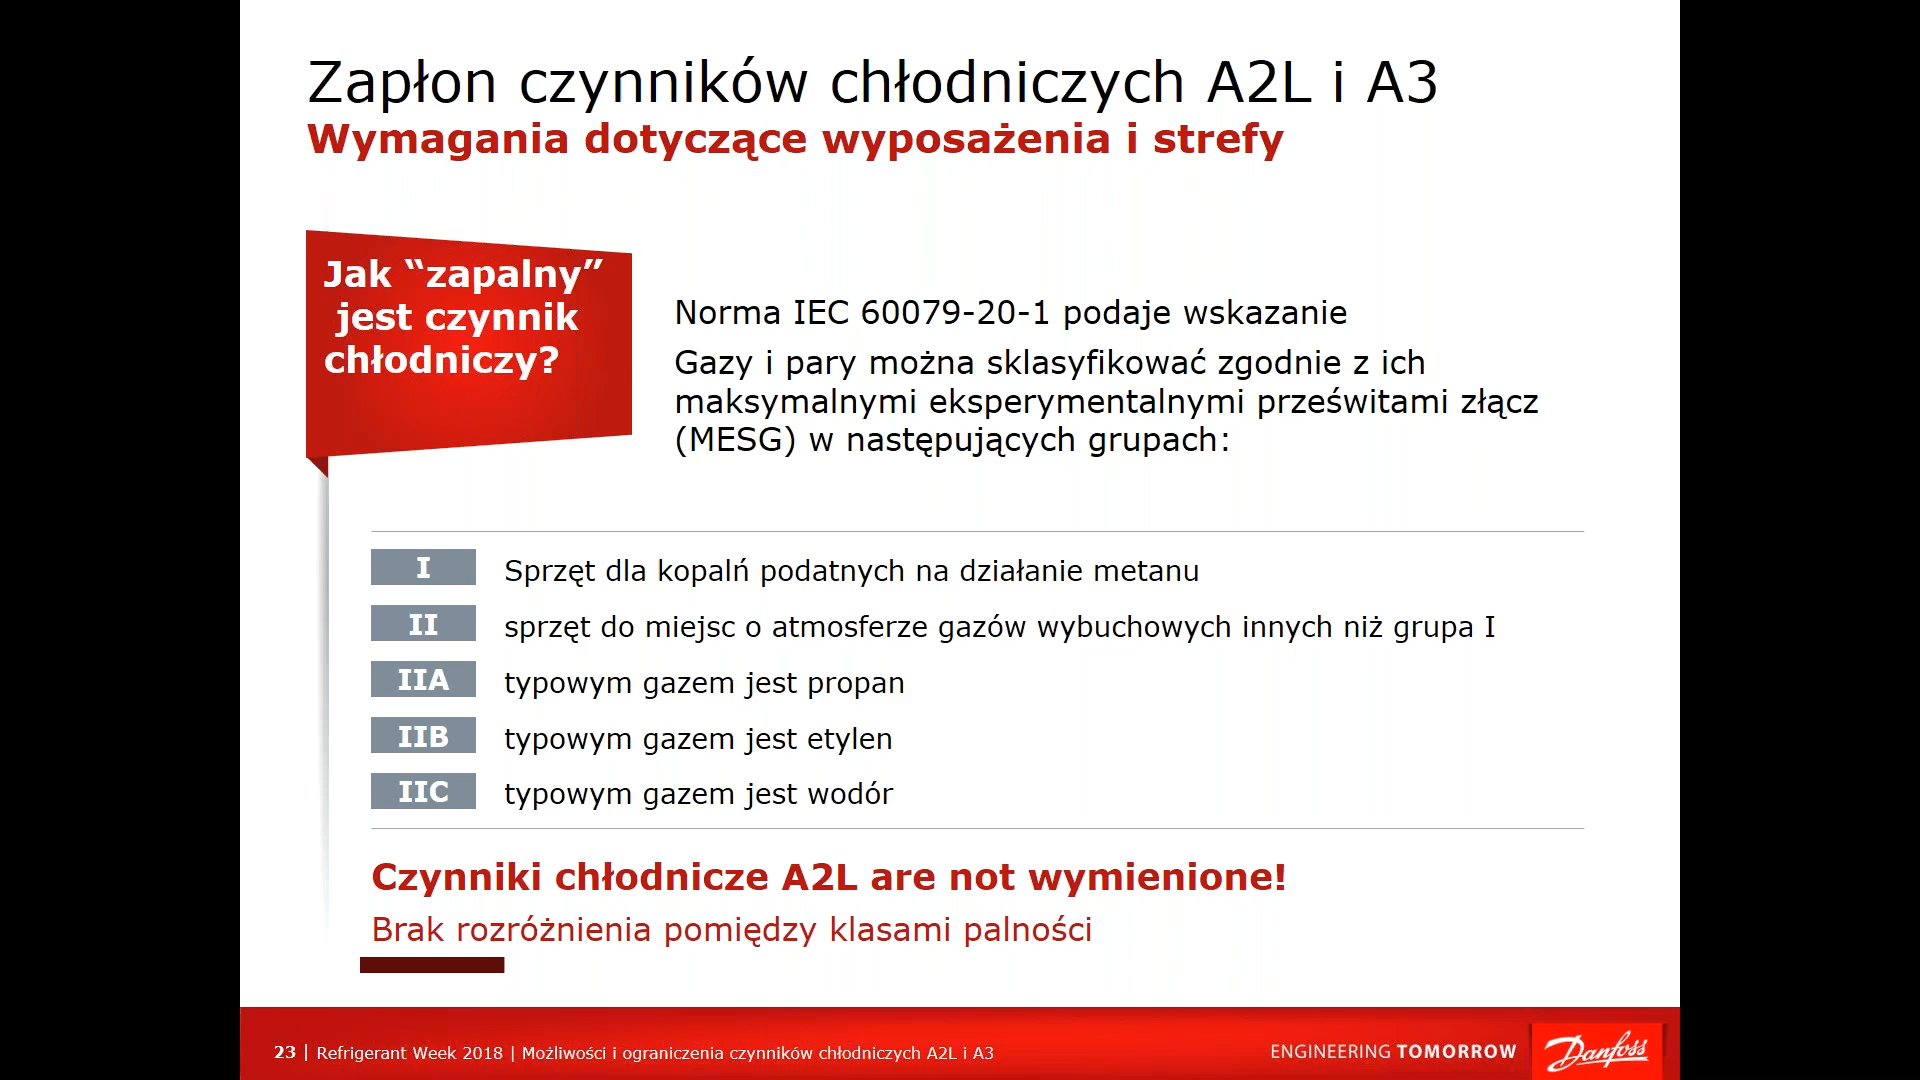 Zapłon czynników chłodniczych A2L i A3
Wymagania dotyczące wyposażenia i strefy
Jak “zapalny”
jest czynnik
chłodniczy?
Norma IEC 60079-20-1 podaje wskazanie
Gazy i pary można sklasyfikować zgodnie z ich
maksymalnymi eksperymentalnymi prześwitami złącz
(MESG) w następujących grupach:
I Sprzęt dla kopalń podatnych na działanie metanu
II sprzęt do miejsc o atmosferze gazów wybuchowych innych niż grupa I
IIA typowym gazem jest propan
IIB typowym gazem jest etylen
IIC typowym gazem jest wodór
Czynniki chłodnicze A2L are not wymienione!
Brak rozróżnienia pomiędzy klasami palności
23 | Refrigerant Week 2018 | Możliwości i ograniczenia czynników chłodniczych A2L i A3
ENGINEERING TOMORROW
Danfoss